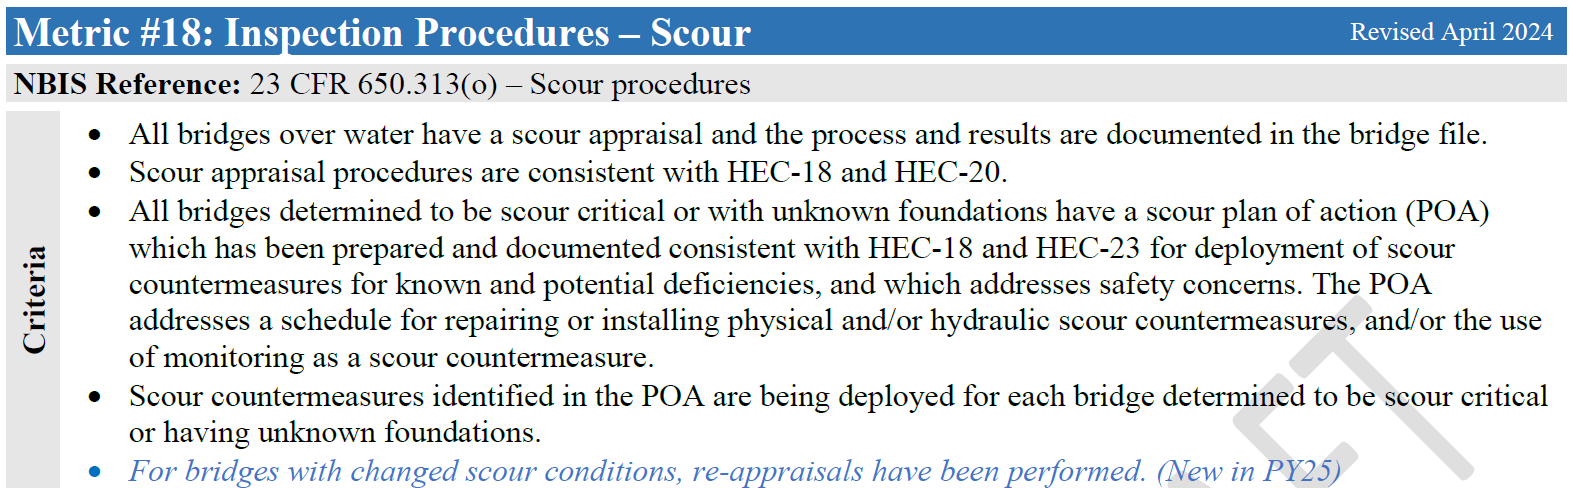 Metric #18: Inspection Procedures – Scour
Revised April 2024
NBIS Reference: 23 CFR 650.313(o) – Scour procedures
Criteria
• All bridges over water have a scour appraisal and the process and results are documented in the bridge file.
• Scour appraisal procedures are consistent with HEC-18 and HEC-20.
• All bridges determined to be scour critical or with unknown foundations have a scour plan of action (POA)
which has been prepared and documented consistent with HEC-18 and HEC-23 for deployment of scour
countermeasures for known and potential deficiencies, and which addresses safety concerns. The POA
addresses a schedule for repairing or installing physical and/or hydraulic scour countermeasures, and/or the use
of monitoring as a scour countermeasure.
• Scour countermeasures identified in the POA are being deployed for each bridge determined to be scour critical
or having unknown foundations.
• For bridges with changed scour conditions, re-appraisals have been performed. (New in PY25)